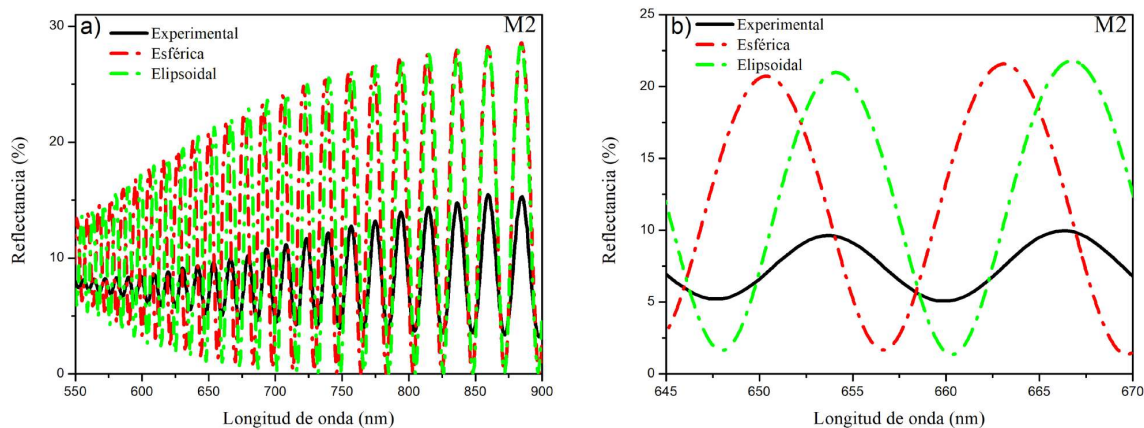 a)
M2
Experimental
Esférica
Elipsoidal
30
20
10
0
Reflectancia (%)
550 600 650 700 750 800 850 900
Longitud de onda (nm)
b)
M2
Experimental
Esférica
Elipsoidal
25
20
15
10
5
0
Reflectancia (%)
645 650 655 660 665 670
Longitud de onda (nm)